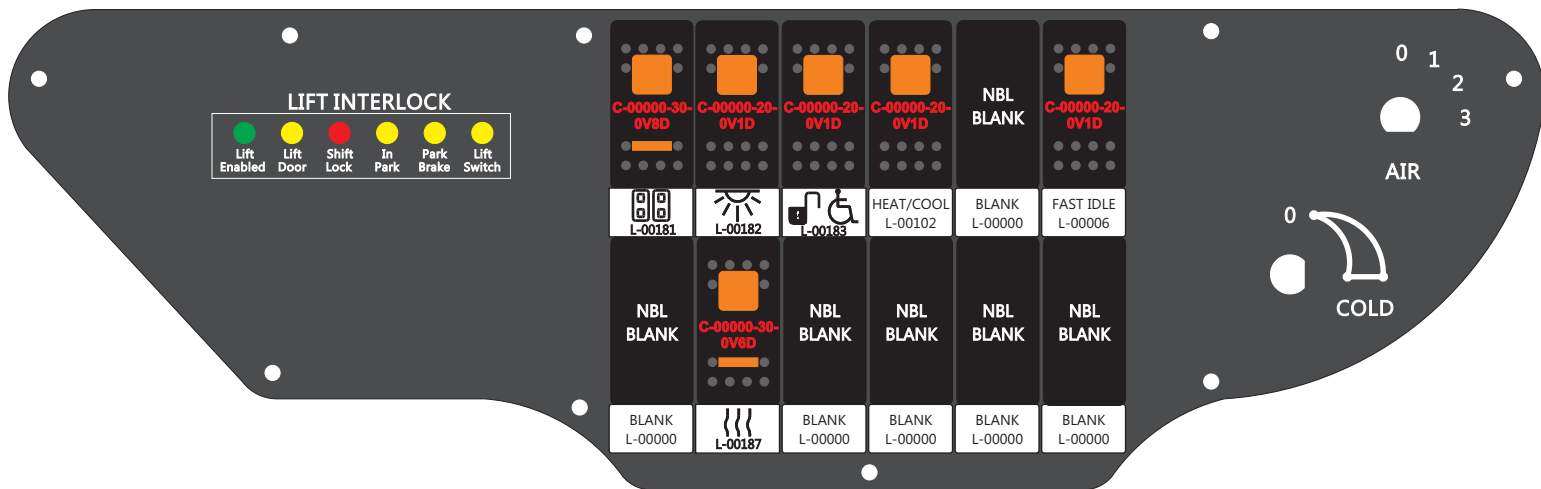 LIFT INTERLOCK
Lift
Enabled
Lift
Door
Shift
Lock
In
Park
Park
Brake
Lift
Switch
C-00000-30-
0V8D
C-00000-20-
0V1D
C-00000-20-
0V1D
C-00000-20-
0V1D
NBL
BLANK
C-00000-20-
0V1D
L-00181
L-00182
L-00183
HEAT/COOL
L-00102
BLANK
L-00000
FAST IDLE
L-00006
NBL
BLANK
C-00000-30-
0V6D
NBL
BLANK
NBL
BLANK
NBL
BLANK
NBL
BLANK
BLANK
L-00000
L-00187
BLANK
L-00000
BLANK
L-00000
BLANK
L-00000
BLANK
L-00000
0
1
2
3
AIR
0
COLD